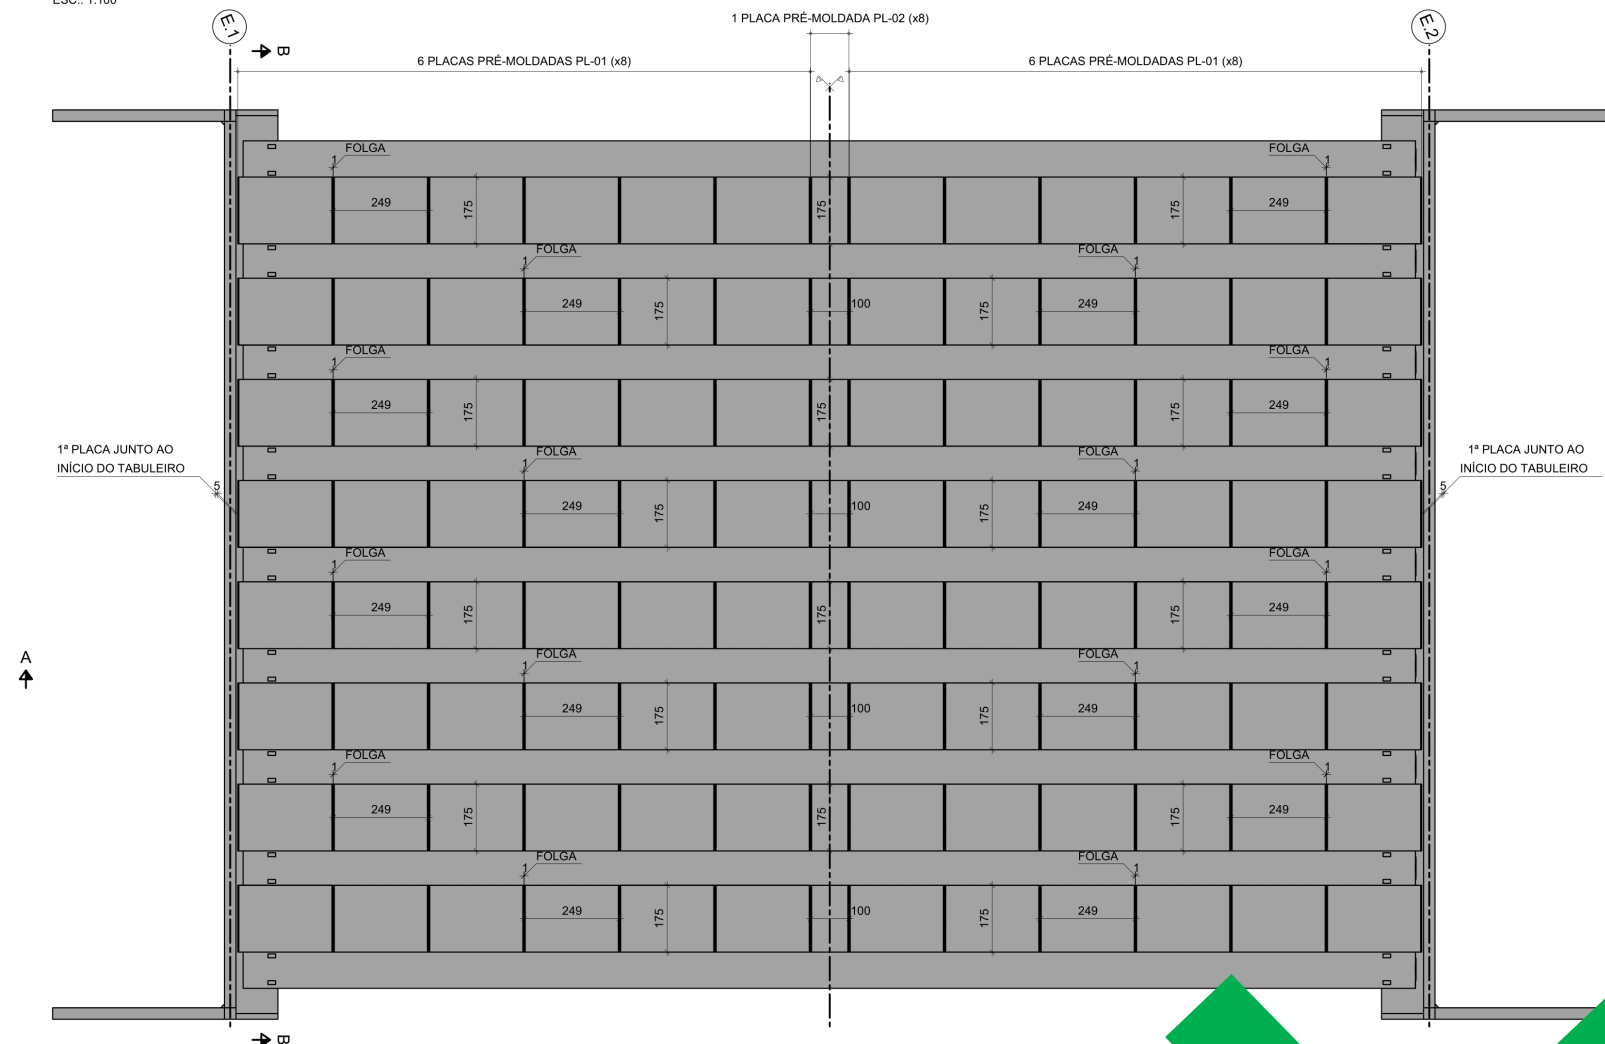 ESC.: 1:100
1 PLACA PRÉ-MOLDADA PL-02 (x8)
E.1
B
6 PLACAS PRÉ-MOLDADAS PL-01 (x8)
6 PLACAS PRÉ-MOLDADAS PL-01 (x8)
E.2
FOLGA
1
FOLGA
1
249
175
175
175
249
FOLGA
1
FOLGA
1
249
175
100
175
249
FOLGA
1
FOLGA
1
249
175
175
175
249
1ª PLACA JUNTO AO
INÍCIO DO TABULEIRO
5
FOLGA
1
FOLGA
1
249
175
100
175
249
1ª PLACA JUNTO AO
INÍCIO DO TABULEIRO
5
FOLGA
1
FOLGA
1
249
175
175
175
249
A
FOLGA
1
FOLGA
1
249
175
100
175
249
FOLGA
1
FOLGA
1
249
175
175
175
249
FOLGA
1
FOLGA
1
249
175
100
175
249
B